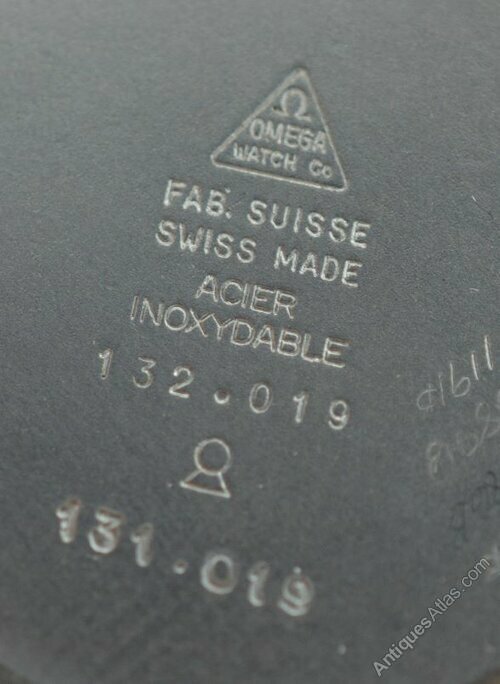 Ω
OMEGA
WATCH Co
FAB. SUISSE
SWISS MADE
ACIER
INOXYDABLE
132.019
131.019
AntiquesAtlas.com